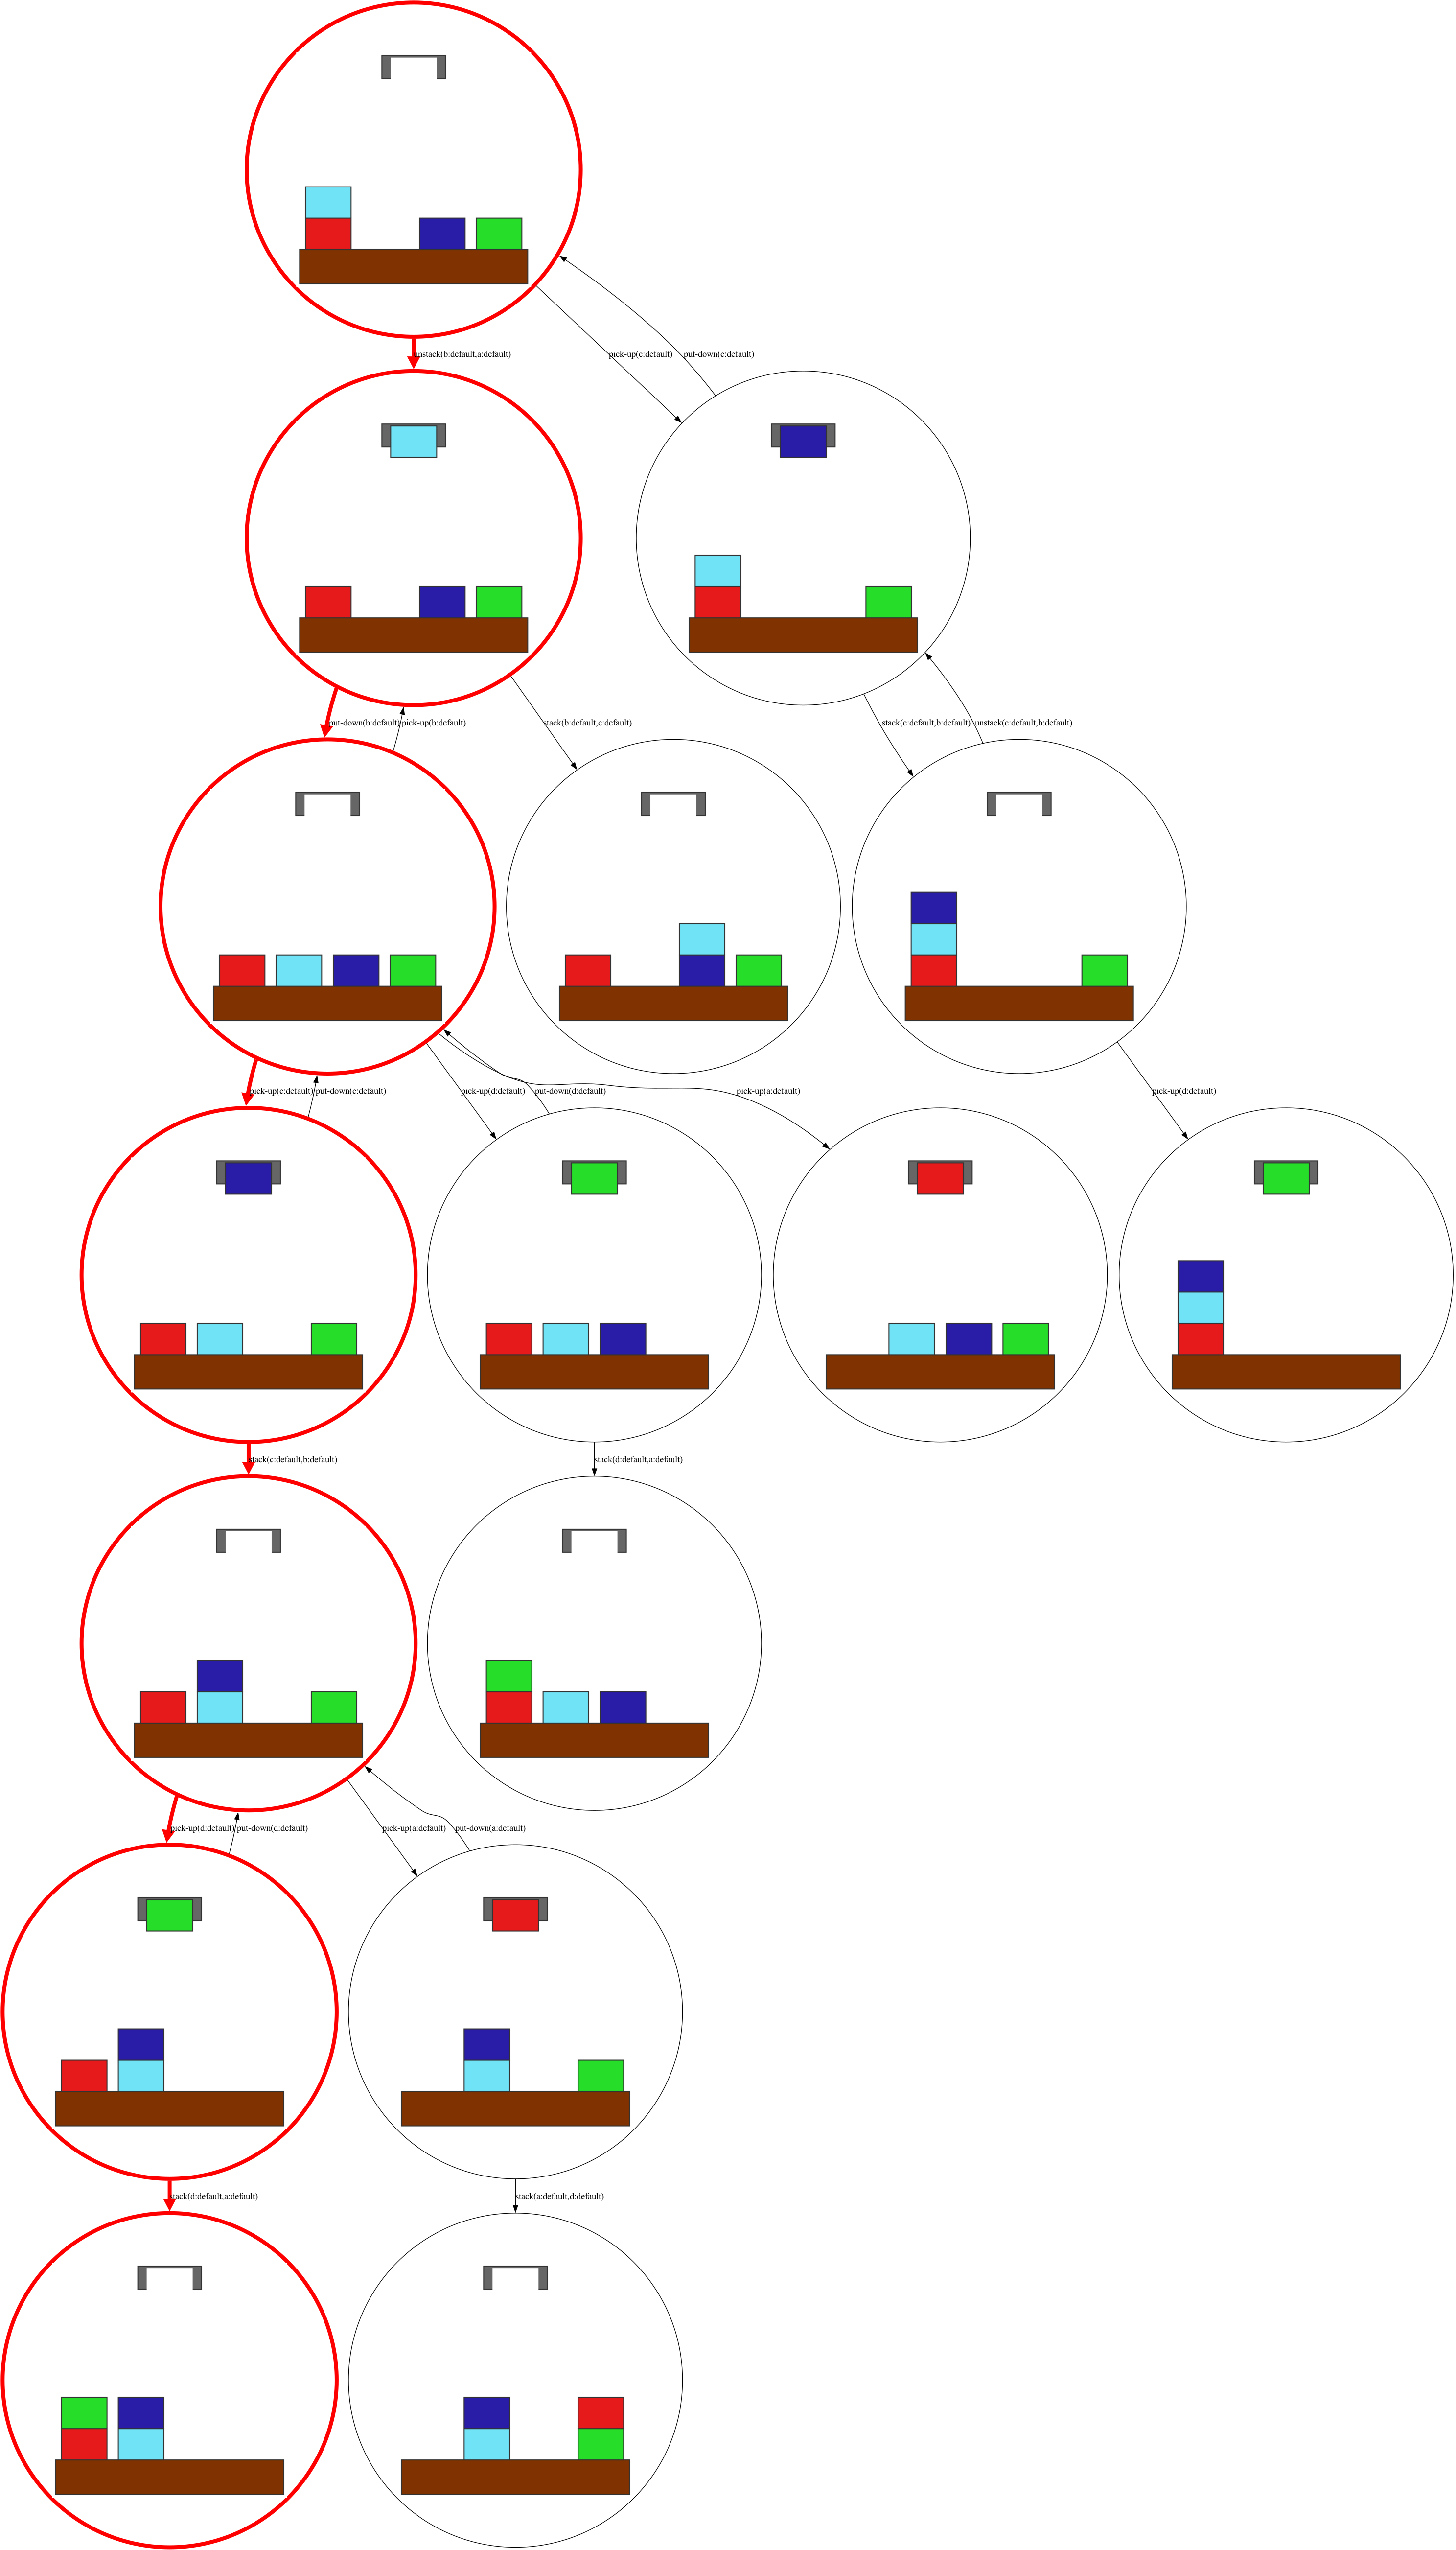 unstack(b:default,a:default)
pick-up(c:default)
put-down(c:default)
put-down(b:default)
pick-up(b:default)
stack(b:default,c:default)
stack(c:default,b:default)
unstack(c:default,b:default)
pick-up(c:default)
put-down(c:default)
pick-up(d:default)
put-down(d:default)
pick-up(a:default)
pick-up(d:default)
stack(c:default,b:default)
stack(d:default,a:default)
pick-up(d:default)
put-down(d:default)
pick-up(a:default)
put-down(a:default)
stack(d:default,a:default)
stack(a:default,d:default)